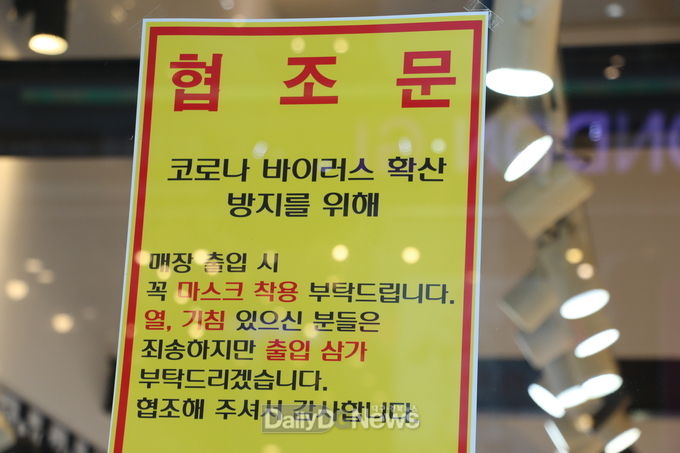 협 조 문
코로나 바이러스 확산
방지를 위해
매장 출입 시
꼭 마스크 착용 부탁드립니다.
열, 기침 있으신 분들은
죄송하지만 출입 삼가
부탁드리겠습니다.
협조해 주셔서 감사합니다
DailyDgNews